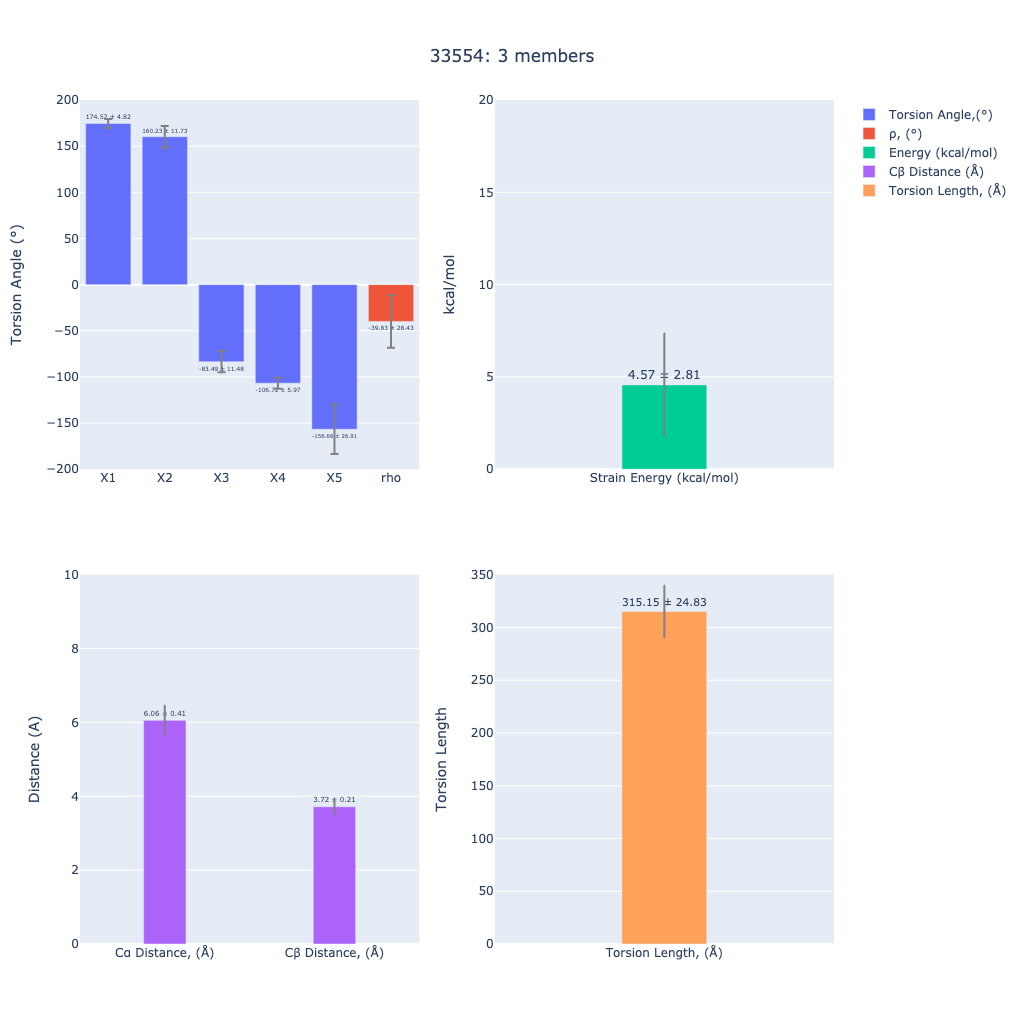 33554: 3 members
Torsion Angle (°)
200
150
100
50
0
−50
−100
−150
−200
174.52 ± 4.82
160.23 ± 11.73
-83.49 ± 11.48
-106.72 ± 5.97
-156.66 ± 26.91
-39.83 ± 28.43
X1 X2 X3 X4 X5 rho
kcal/mol
20
15
10
5
0
4.57 ± 2.81
Strain Energy (kcal/mol)
Torsion Angle,(°)
ρ, (°)
Energy (kcal/mol)
Cβ Distance (Å)
Torsion Length, (Å)
Distance (A)
10
8
6
4
2
0
6.06 ± 0.41
3.72 ± 0.21
Cα Distance, (Å) Cβ Distance, (Å)
Torsion Length
350
300
250
200
150
100
50
0
315.15 ± 24.83
Torsion Length, (Å)